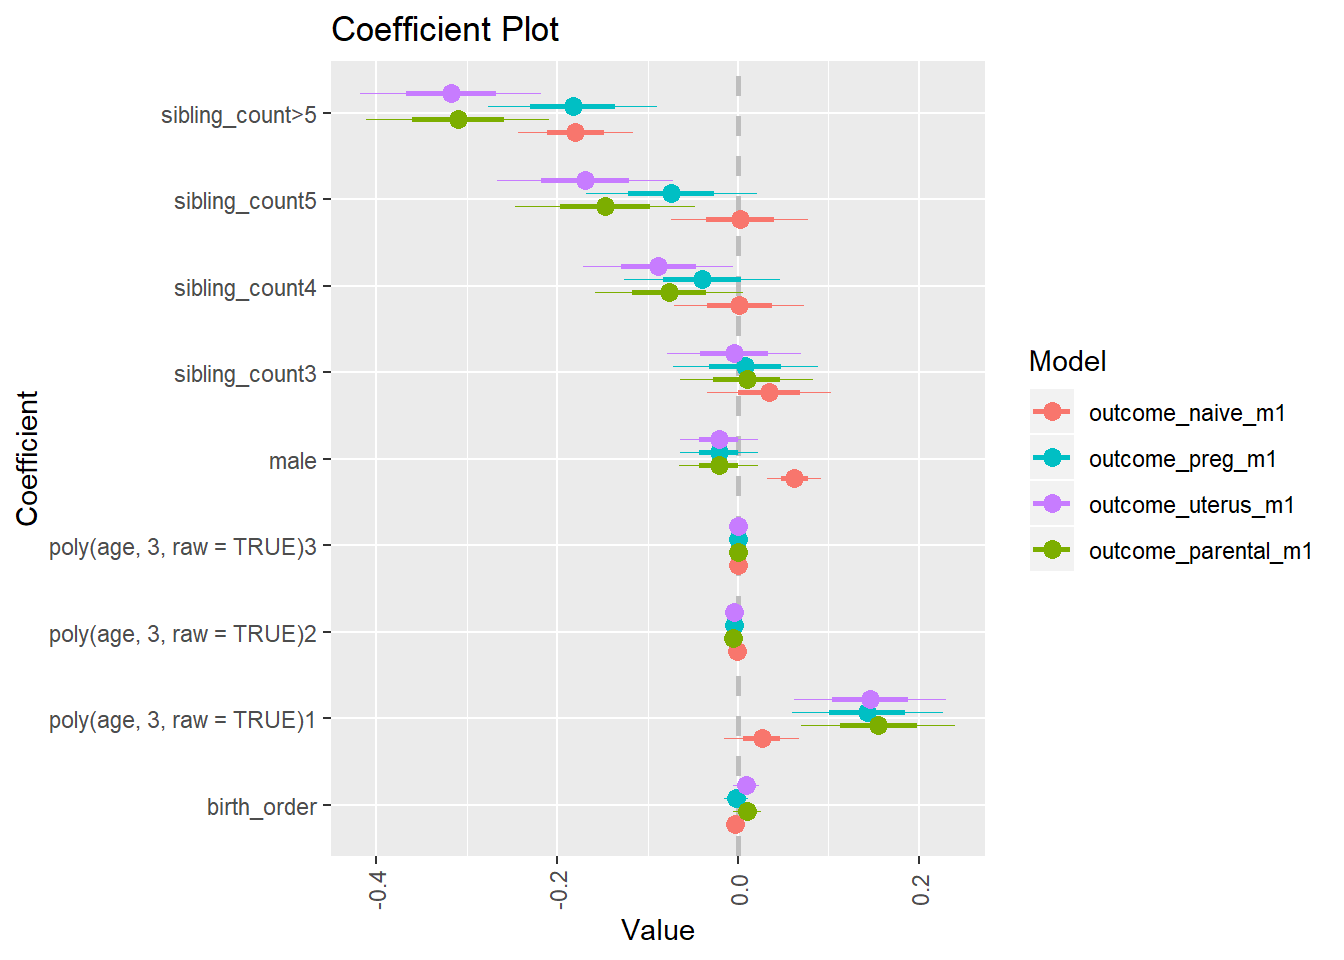 Coefficient Plot
sibling_count>5
sibling_count5
sibling_count4
sibling_count3
male
poly(age, 3, raw = TRUE)3
poly(age, 3, raw = TRUE)2
poly(age, 3, raw = TRUE)1
birth_order
Coefficient
-0.4
-0.2
0.0
0.2
Value
Model
outcome_naive_m1
outcome_preg_m1
outcome_uterus_m1
outcome_parental_m1